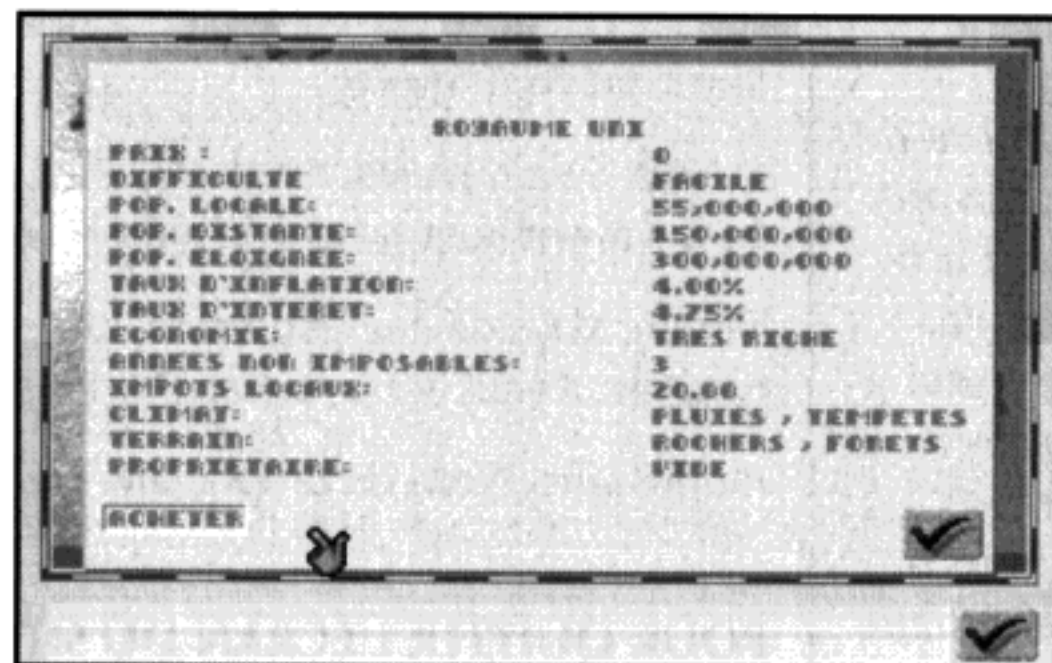 ROYAUME UNI
PRIX : 0
DIFFICULTE FACILE
POP. LOCALE: 55,000,000
POP. DISTANTE: 150,000,000
POP. ELOIGNEE: 300,000,000
TAUX D'INFLATION: 4.00%
TAUX D'INTERET: 4.75%
ECONOMIE: TRES RICHE
ANNEES NON IMPOSABLES: 3
IMPOTS LOCAUX: 20.00
CLIMAT: PLUIES , TEMPETES
TERRAIN: ROCHERS , FORETS
PROPRIETAIRE: VIDE
ACHETER